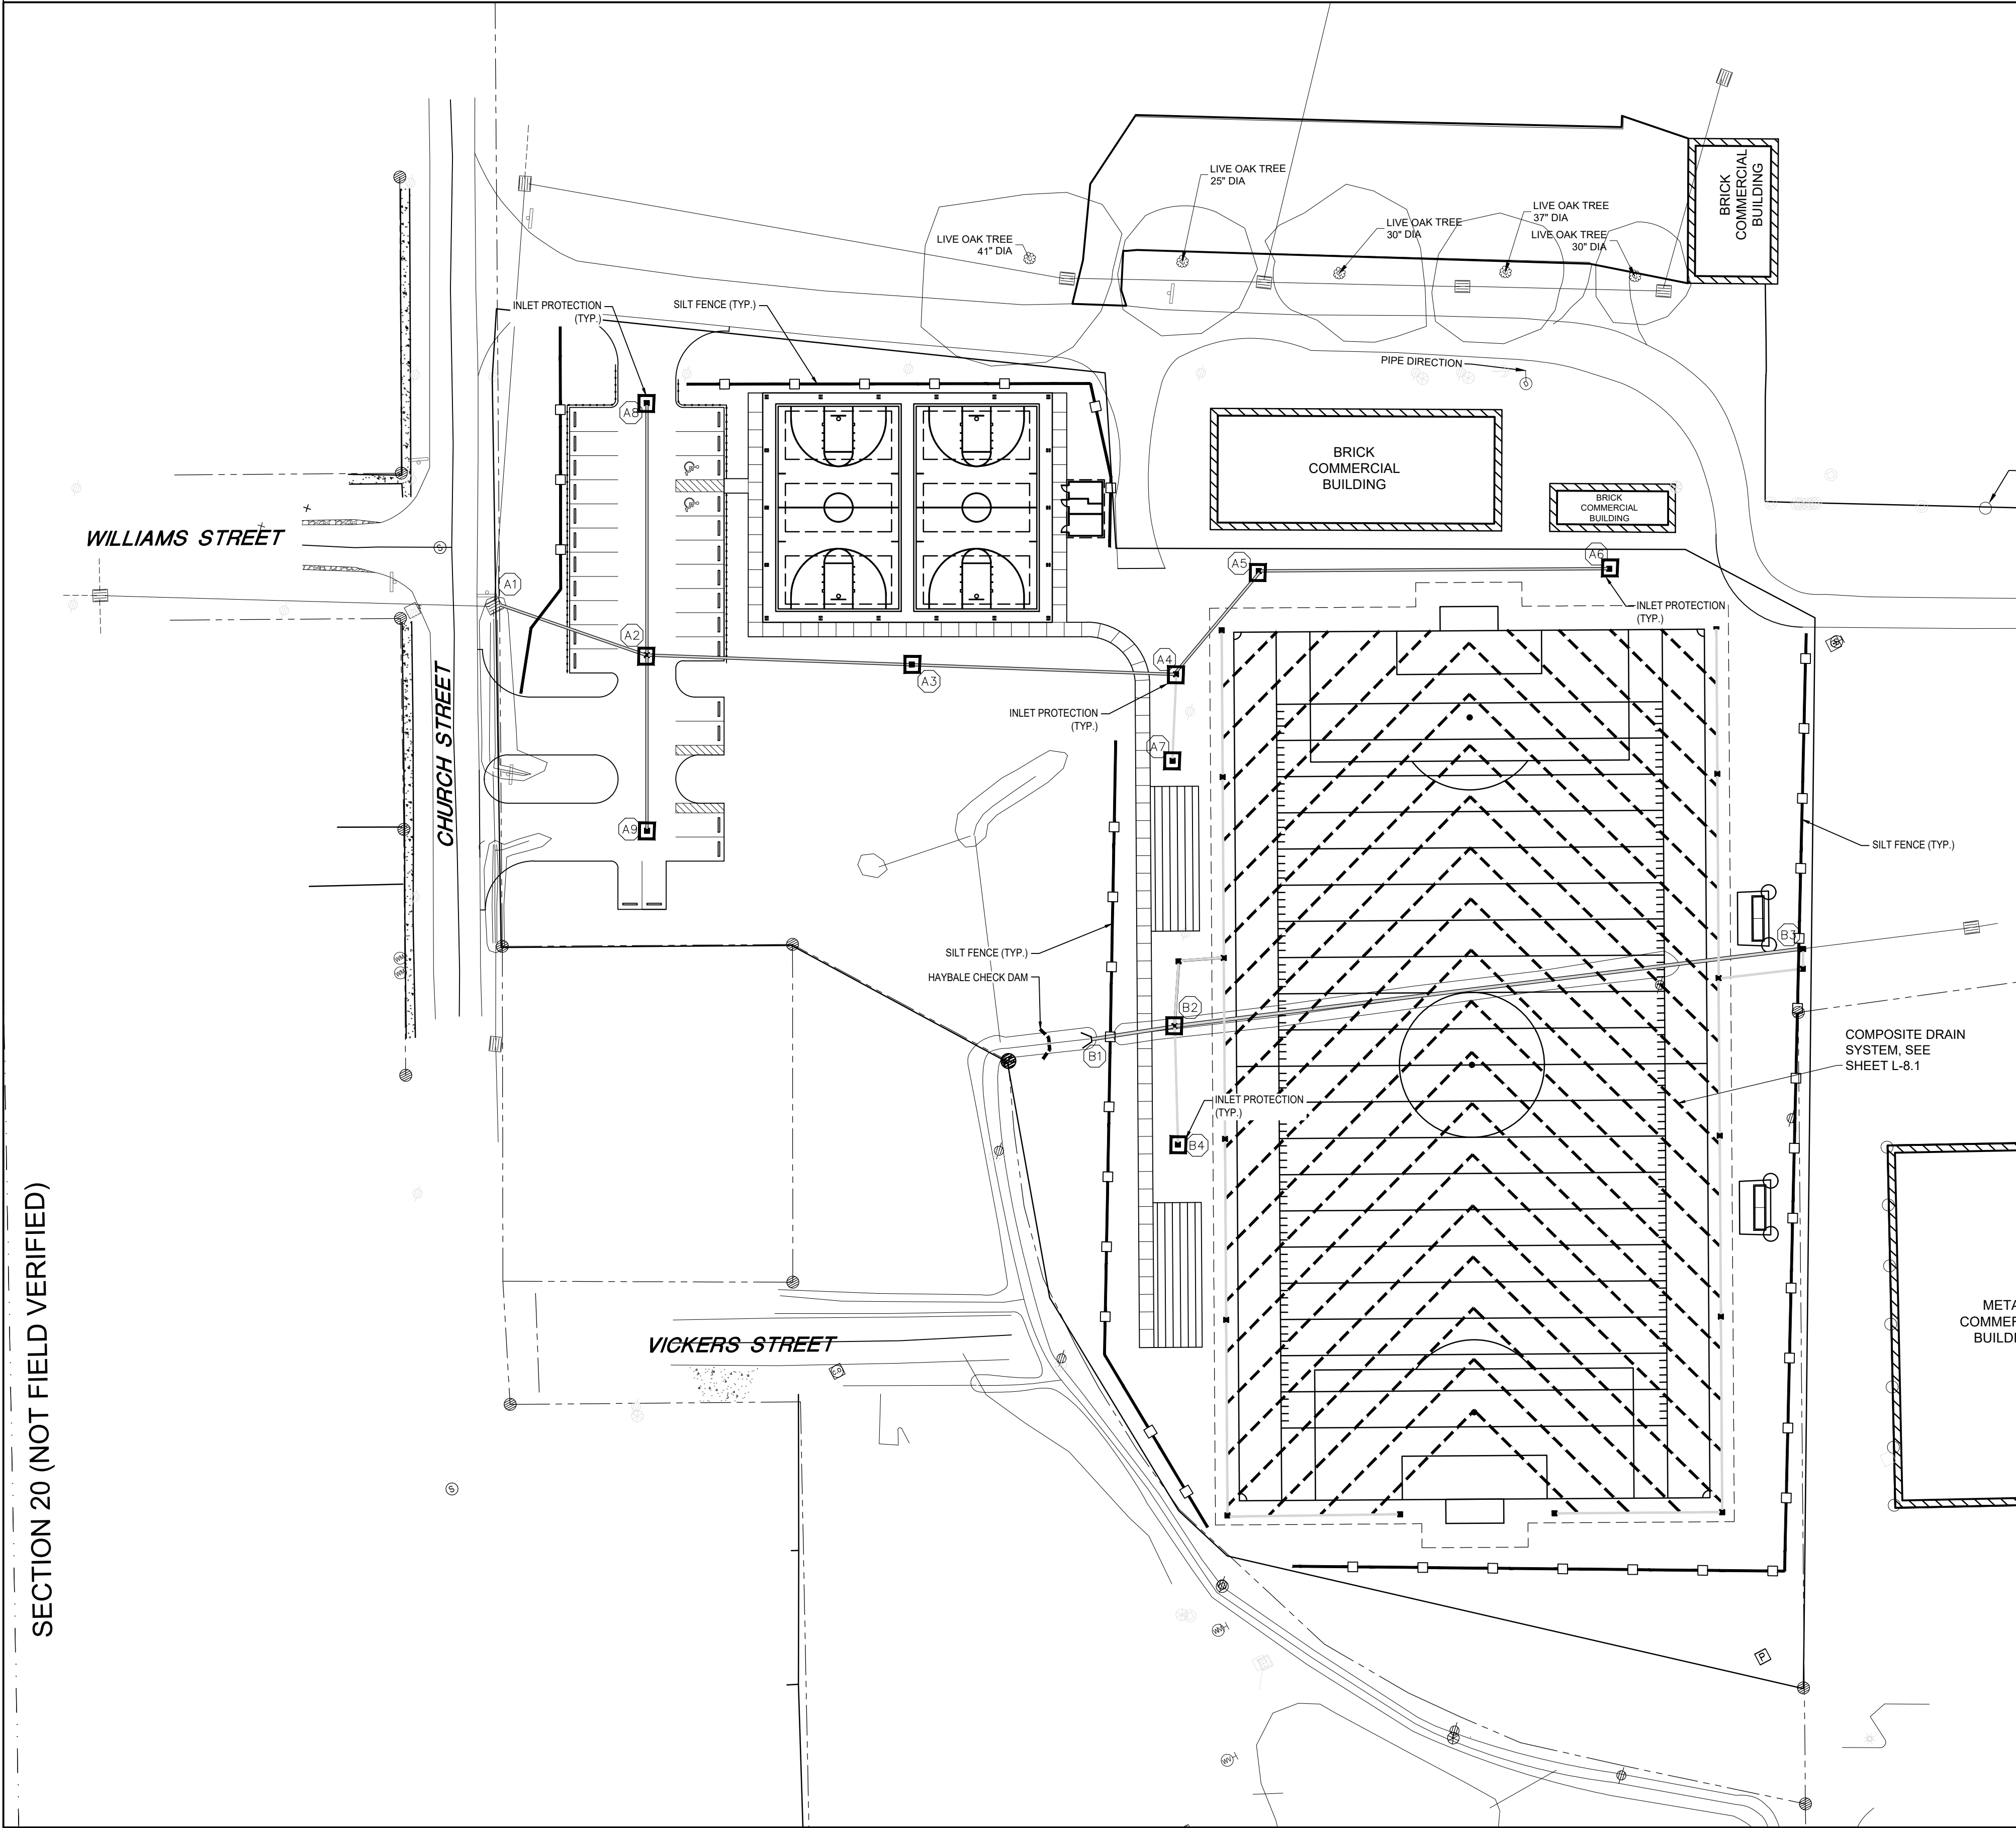 LIVE OAK TREE
25" DIA
BRICK
COMMERCIAL
BUILDING
LIVE OAK TREE
41" DIA
LIVE OAK TREE
30" DIA
LIVE OAK TREE
37" DIA
LIVE OAK TREE
30" DIA
INLET PROTECTION
(TYP.)
SILT FENCE (TYP.)
PIPE DIRECTION
A8
BRICK
COMMERCIAL
BUILDING
BRICK
COMMERCIAL
BUILDING
WILLIAMS STREET
S
A1
A2
A3
A4
A5
A6
INLET PROTECTION
(TYP.)
INLET PROTECTION
(TYP.)
A7
CHURCH STREET
A9
SILT FENCE (TYP.)
SILT FENCE (TYP.)
HAYBALE CHECK DAM
WM
WM
B1
B2
B3
COMPOSITE DRAIN
SYSTEM, SEE
SHEET L-8.1
INLET PROTECTION
(TYP.)
B4
SECTION 20 (NOT FIELD VERIFIED)
VICKERS STREET
C.O
META
COMMER
BUILD
S
WV
P
WV